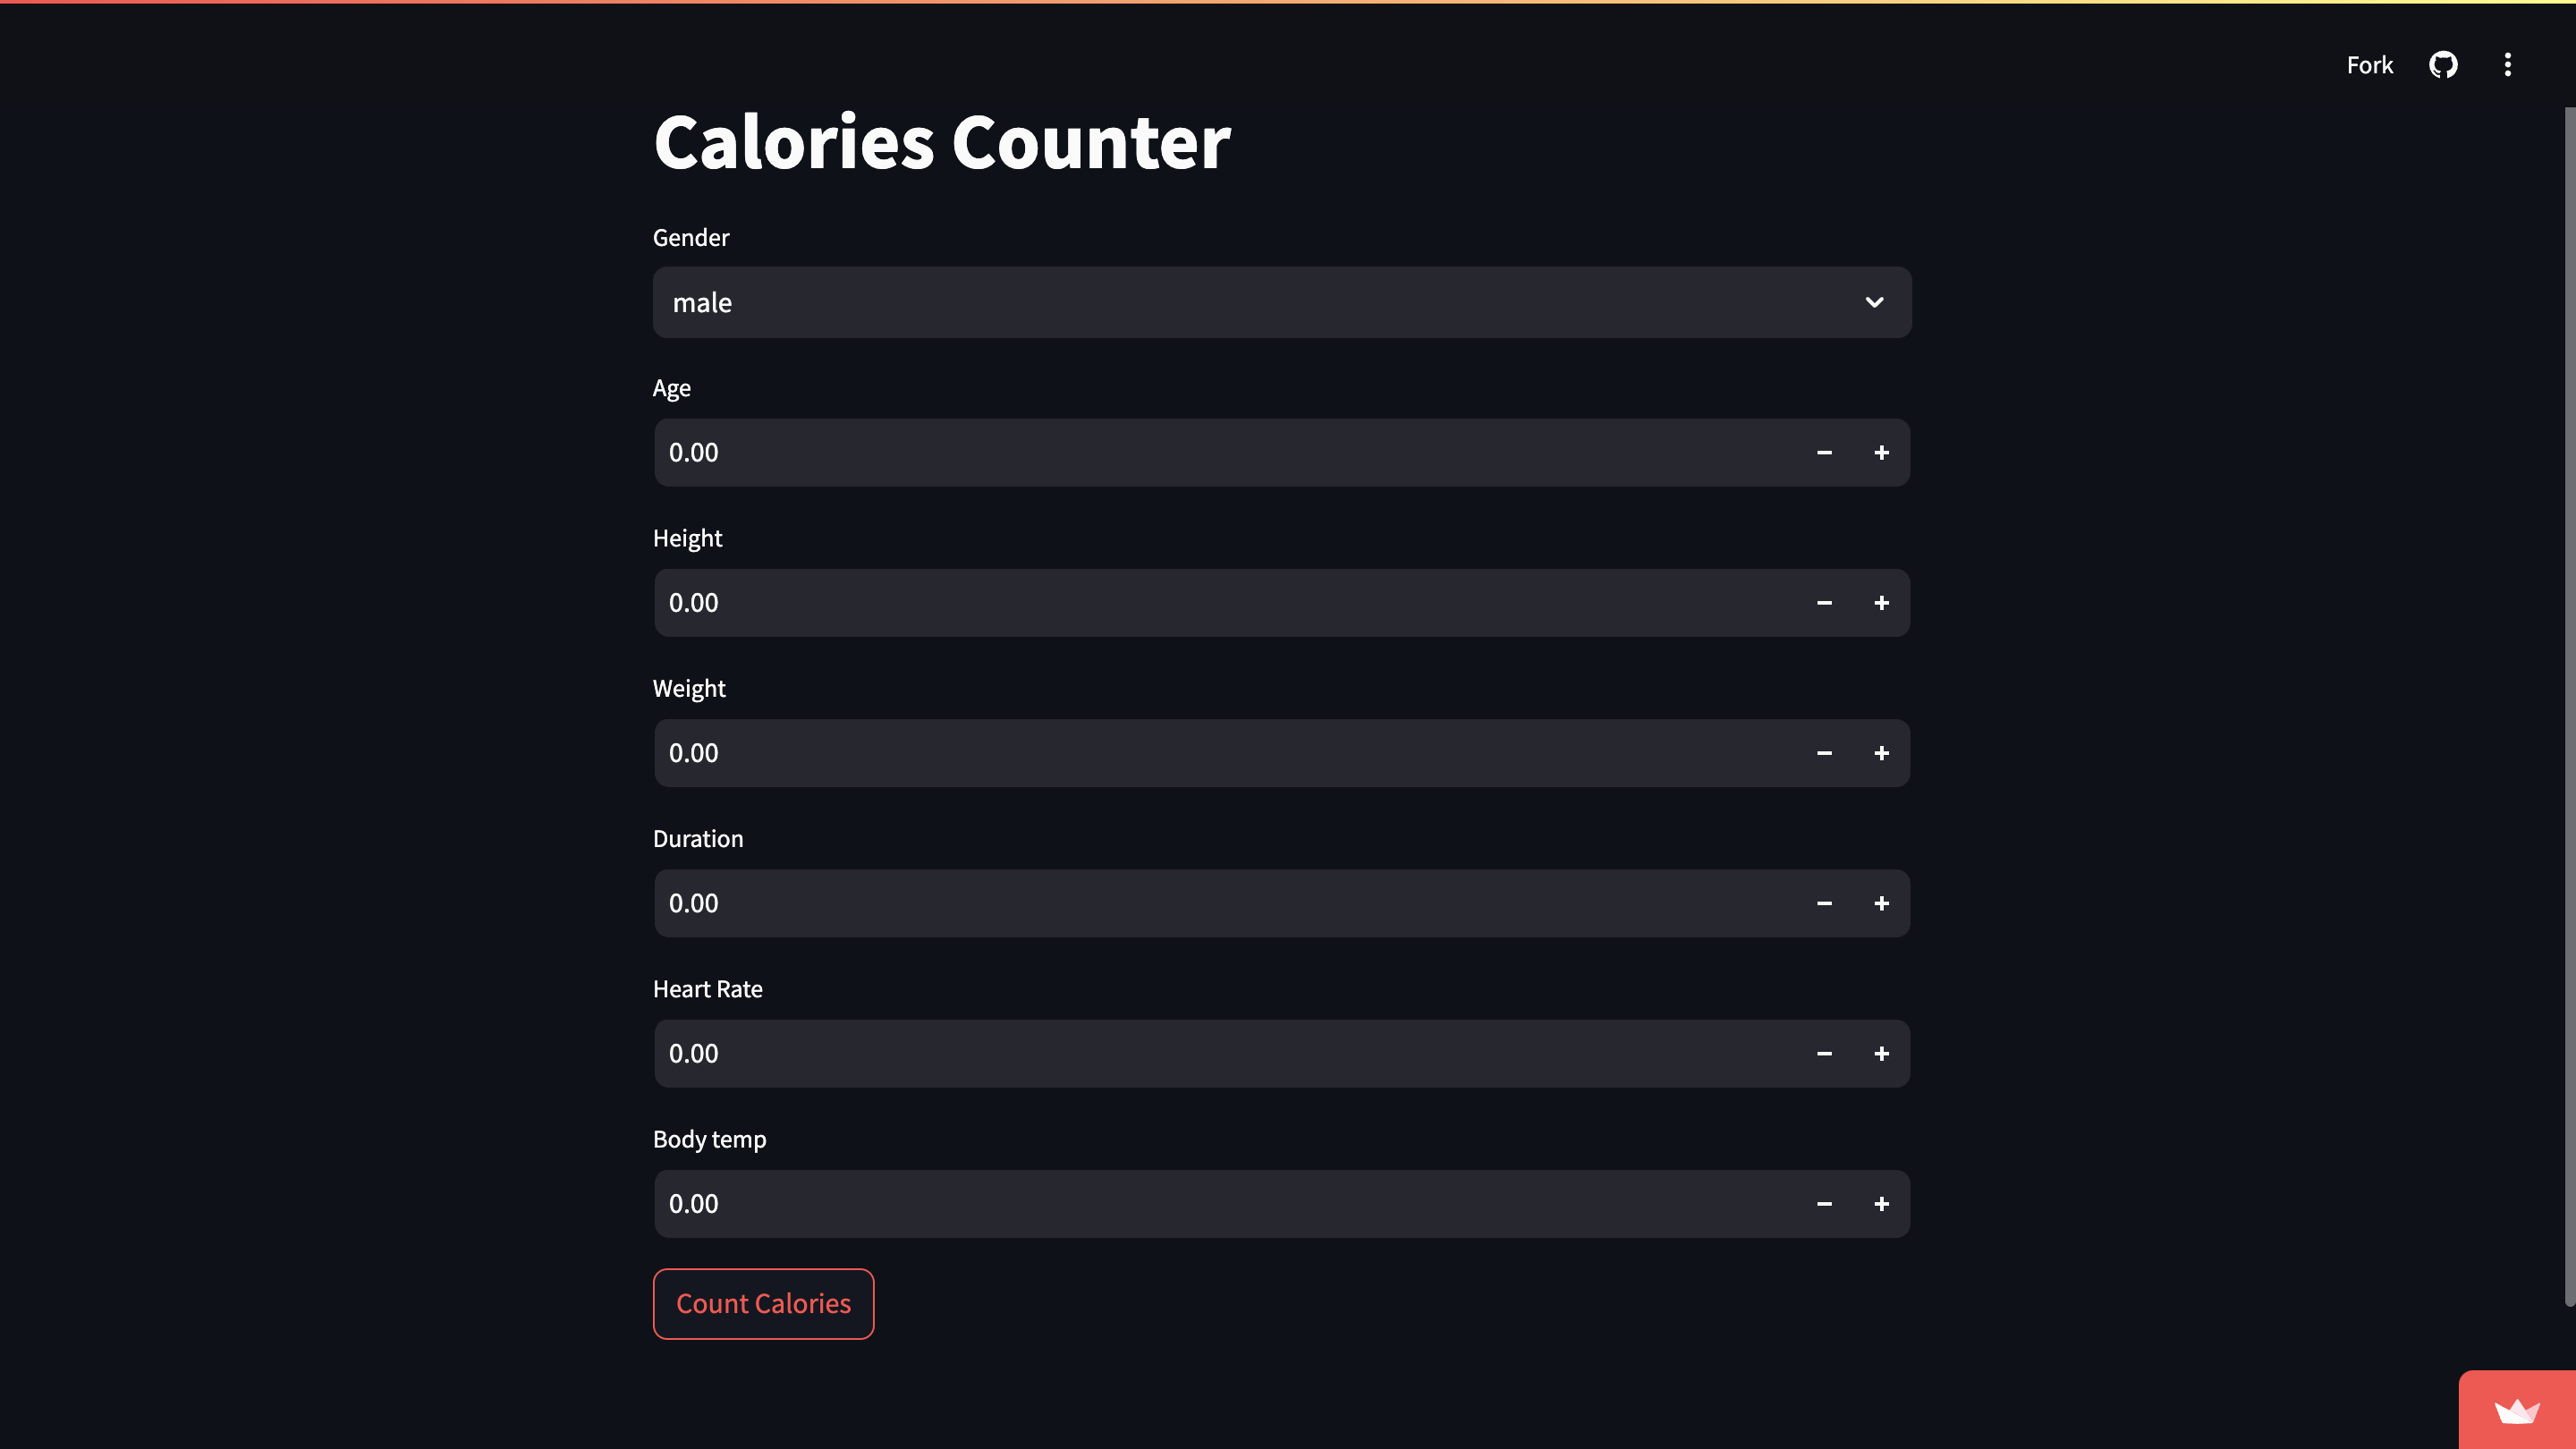 Fork
Calories Counter
Gender
male
Age
0.00
Height
0.00
Weight
0.00
Duration
0.00
Heart Rate
0.00
Body temp
0.00
Count Calories